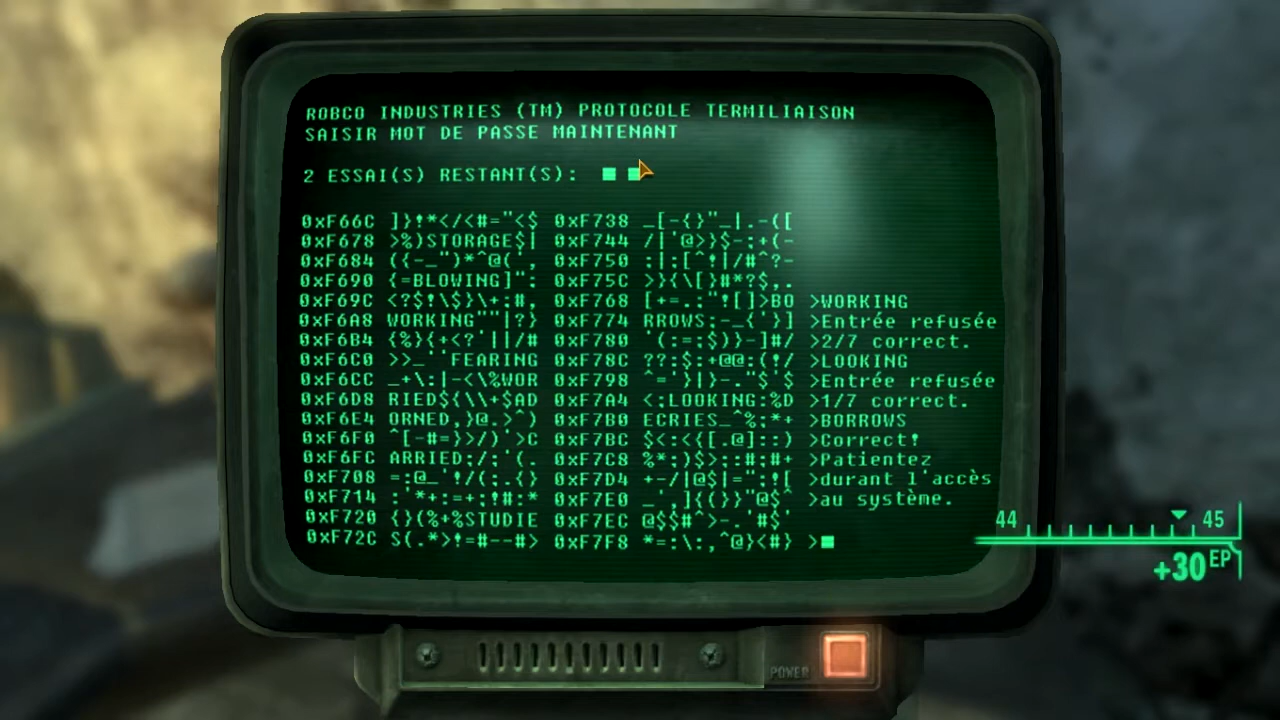 ROBCO INDUSTRIES (TM) PROTOCOLE TERMILIAISON
SAISIR MOT DE PASSE MAINTENANT
2 ESSAI(S) RESTANT(S): ■ ■
0xF66C ]}!*</<#="<$ 0xF738 _[-{}"_|.-([
0xF678 >%)STORAGE$| 0xF744 /|'@>}$-;+(-
0xF684 ({-_")*^@(', 0xF750 :|:[^!|/#^?-
0xF690 {=BLOWING]": 0xF75C >}{\[}#*?$,.
0xF69C <?$!\$}\+:#, 0xF768 [+=.:"![]>BO >WORKING
0xF6A8 WORKING""|?} 0xF774 RROWS:-_{'}] >Entrée refusée
0xF6B4 {%}{+<?'||/# 0xF780 '(:=;$)}-]#/ >2/7 correct.
0xF6C0 >>_''FEARING 0xF78C ??:$:+@@:(!/ >LOOKING
0xF6CC _+\:|-<\%WOR 0xF798 ^='}|}-."$'$ >Entrée refusée
0xF6D8 RIED${\\+$AD 0xF7A4 <;LOOKING:%D >1/7 correct.
0xF6E4 ORNED,}@.>^) 0xF7B0 ECRIES_^%;*+ >BORROWS
0xF6F0 ^[-#=}>/)'>C 0xF7BC $<:<{[.@]::) >Correct!
0xF6FC ARRIED;/:'(. 0xF7C8 %*;)$>;:#;#+ >Patientez
0xF708 =:@_'!/(:.{} 0xF7D4 +-/|@$|=":![ >durant l'accès
0xF714 :'*+:=+:!#:* 0xF7E0 _',]{(}}"@$^ >au système.
0xF720 {}(%+%STUDIE 0xF7EC @$$#^>-.'#$'
0xF72C S(.*>!=#--#> 0xF7F8 *=:\:,^@}<#} >■
44 45
+30 EP
POWER